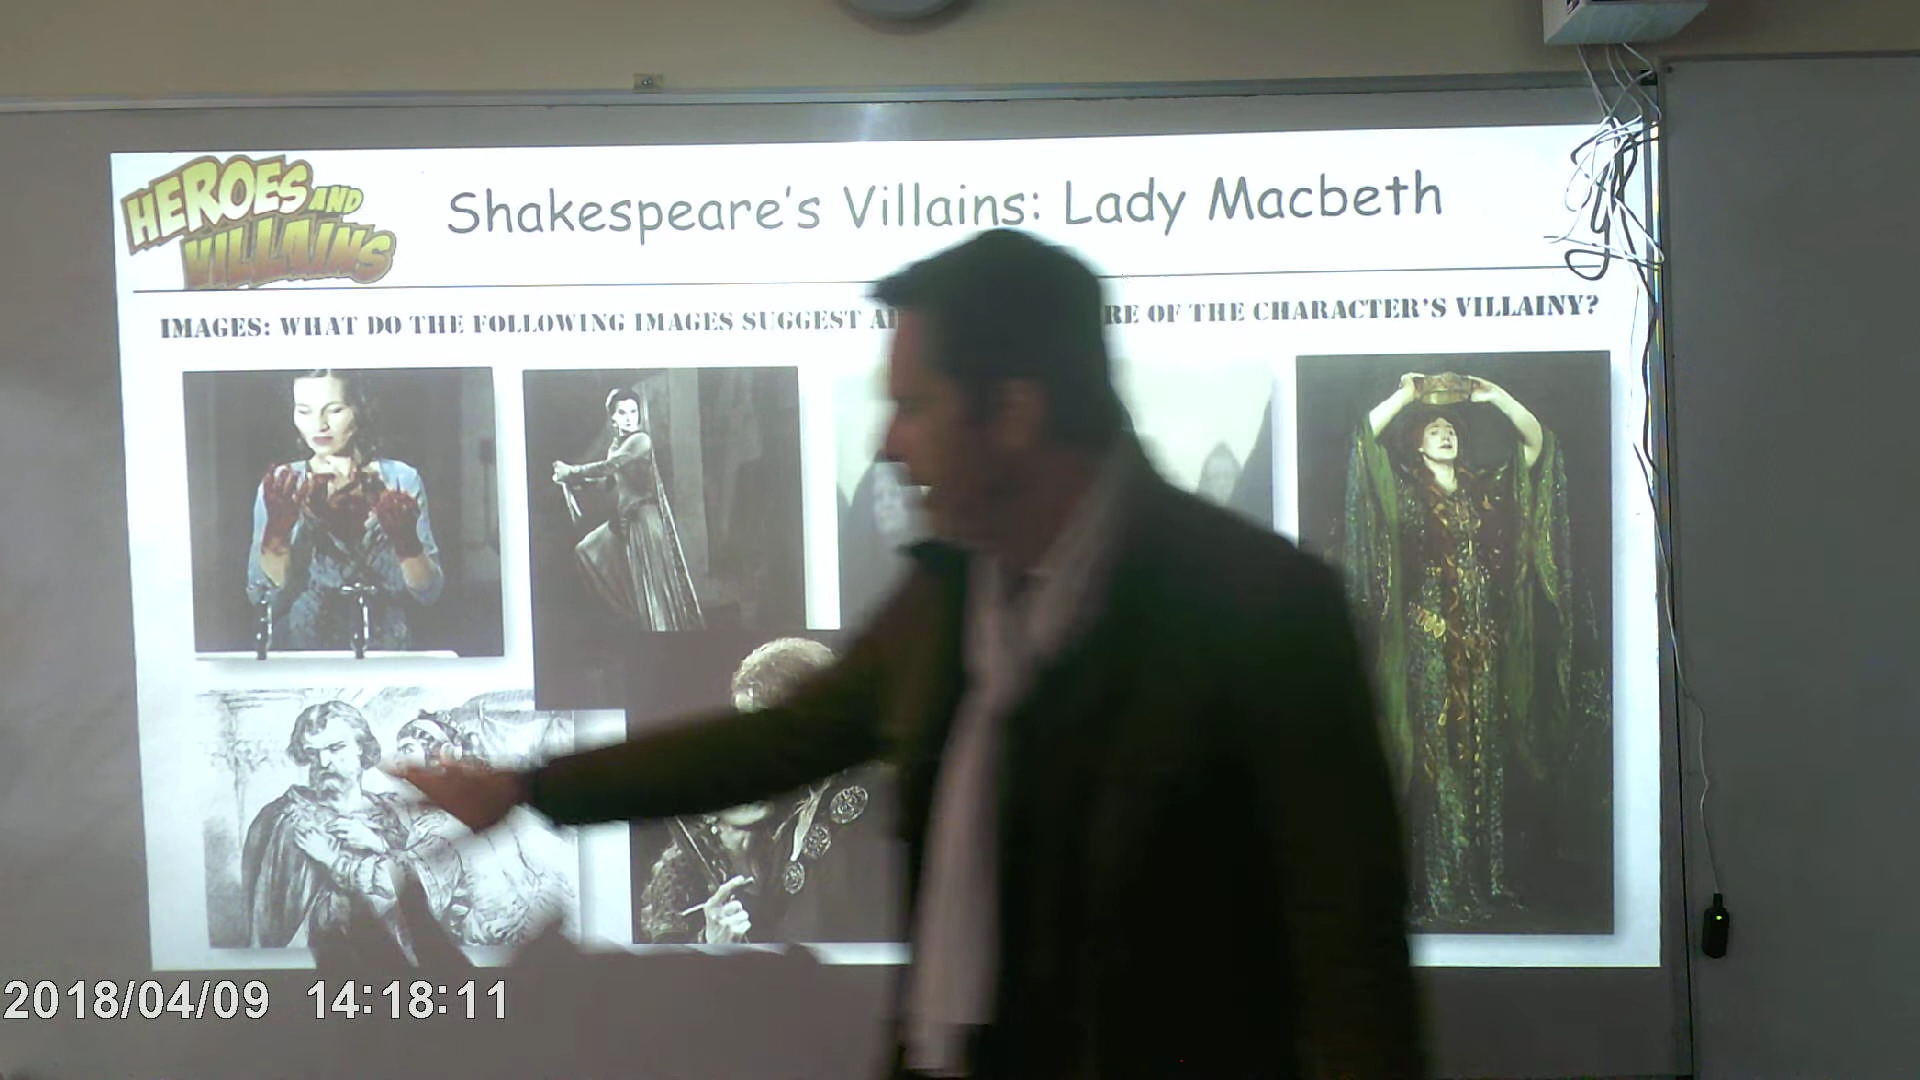 HEROES AND
VILLAINS
Shakespeare's Villains: Lady Macbeth
IMAGES: WHAT DO THE FOLLOWING IMAGES SUGGEST OF THE CHARACTER'S VILLAINY?
2018/04/09 14:18:11